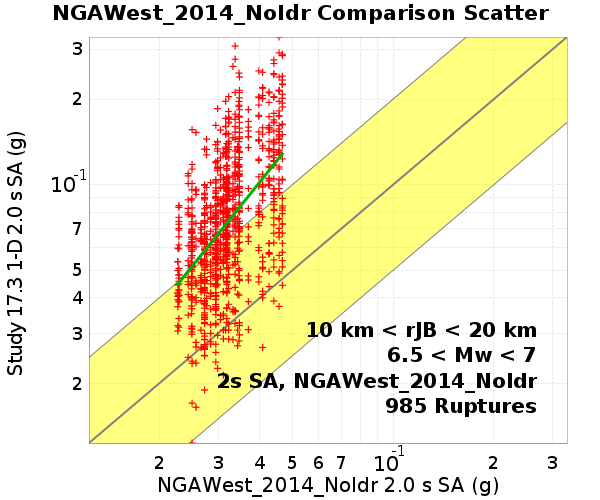 NGAWest_2014_NoIdr Comparison Scatter
3
2
10-1
7
5
4
3
2
Study 17.3 1-D 2.0 s SA (g)
10 km < rJB < 20 km
6.5 < Mw < 7
2s SA, NGAWest_2014_NoIdr
985 Ruptures
2 3 4 5 6 7 10-1 2 3
NGAWest_2014_NoIdr 2.0 s SA (g)